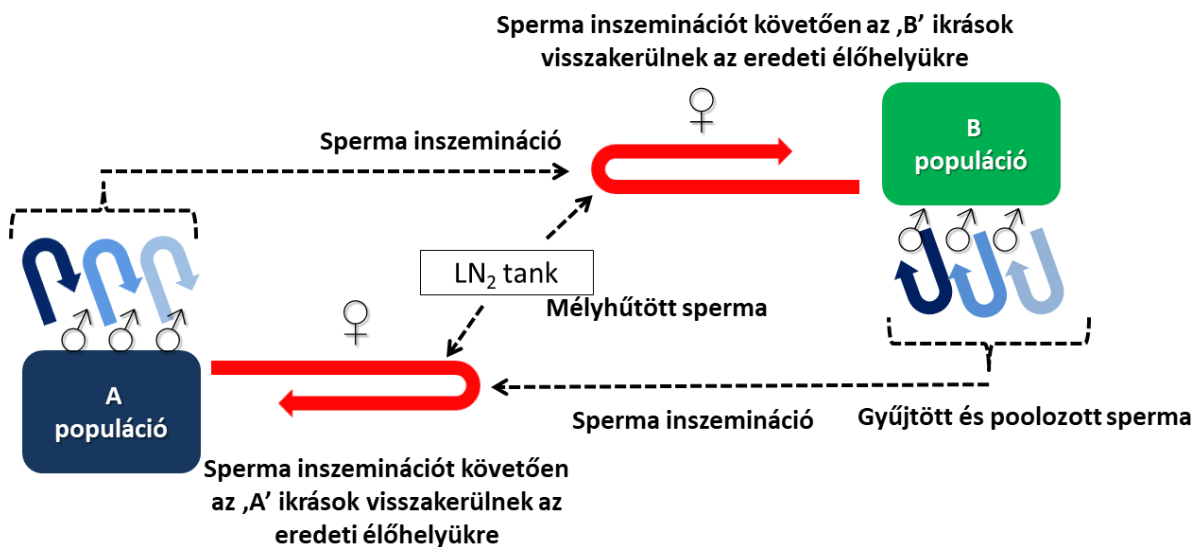 Sperma inszeminációt követően az ‚B’ ikrások
visszakerülnek az eredeti élőhelyükre
Sperma inszemináció
B
populáció
LN₂ tank
Mélyhűtött sperma
A
populáció
Sperma inszemináció
Gyűjtött és poolozott sperma
Sperma inszeminációt követően
az ‚A’ ikrások visszakerülnek az
eredeti élőhelyükre